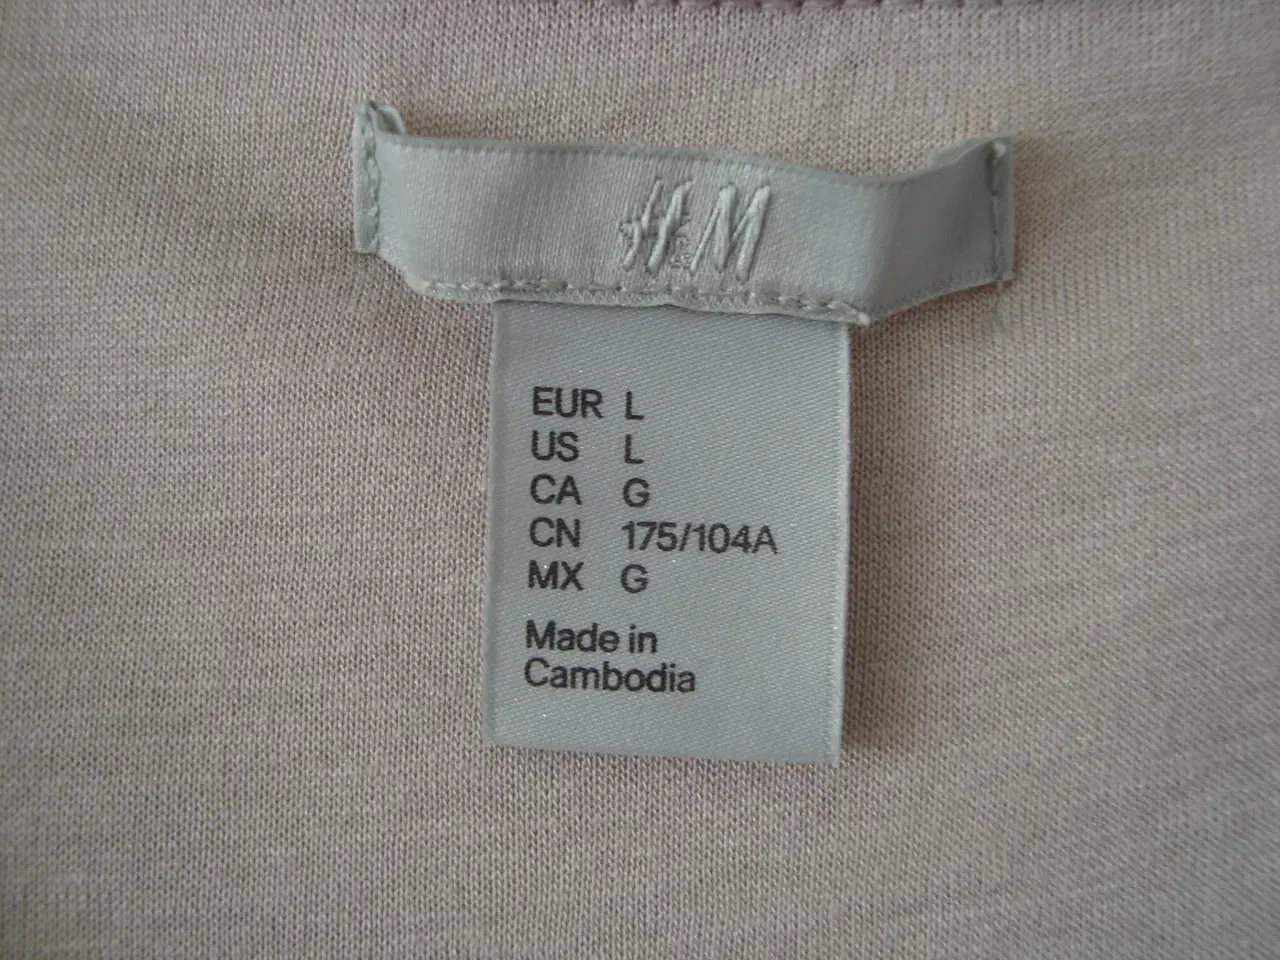 H&M
EUR L
US L
CA G
CN 175/104A
MX G
Made in
Cambodia